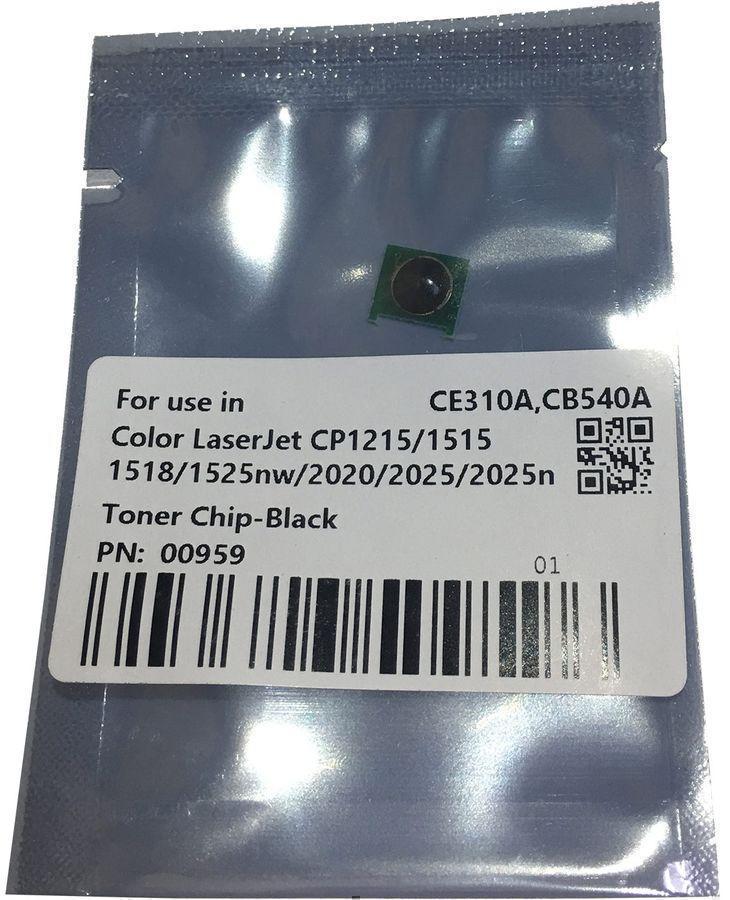 For use in CE310A,CB540A
Color LaserJet CP1215/1515
1518/1525nw/2020/2025/2025n
Toner Chip-Black
PN: 00959
01